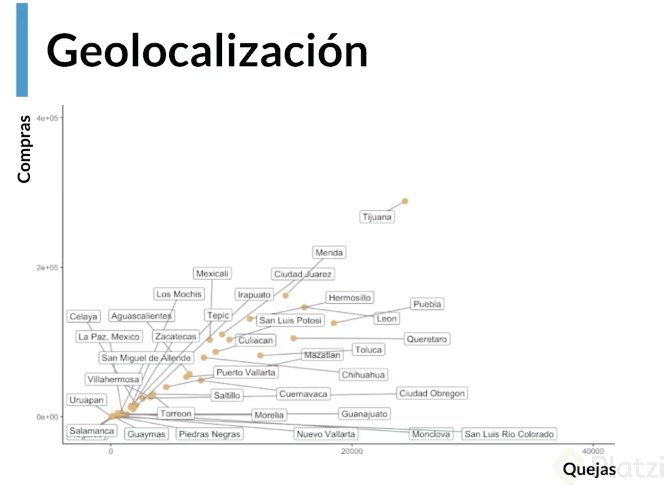 Geolocalización
Compras
4e+05
Tijuana
2e+05
Merida
Mexicali
Ciudad Juarez
Los Mochis
Irapuato
Hermosillo
Puebla
Celaya
Aguascalientes
Tepic
San Luis Potosi
Leon
La Paz, Mexico
Zacatecas
Culiacan
Queretaro
San Miguel de Allende
Mazatlan
Toluca
Villahermosa
Puerto Vallarta
Chihuahua
Uruapan
Saltillo
Cuernavaca
Ciudad Obregon
0e+00
Torreon
Morelia
Guanajuato
Salamanca
Guaymas
Piedras Negras
Nuevo Vallarta
Monclova
San Luis Rio Colorado
0
20000
40000
Quejas
Platzi